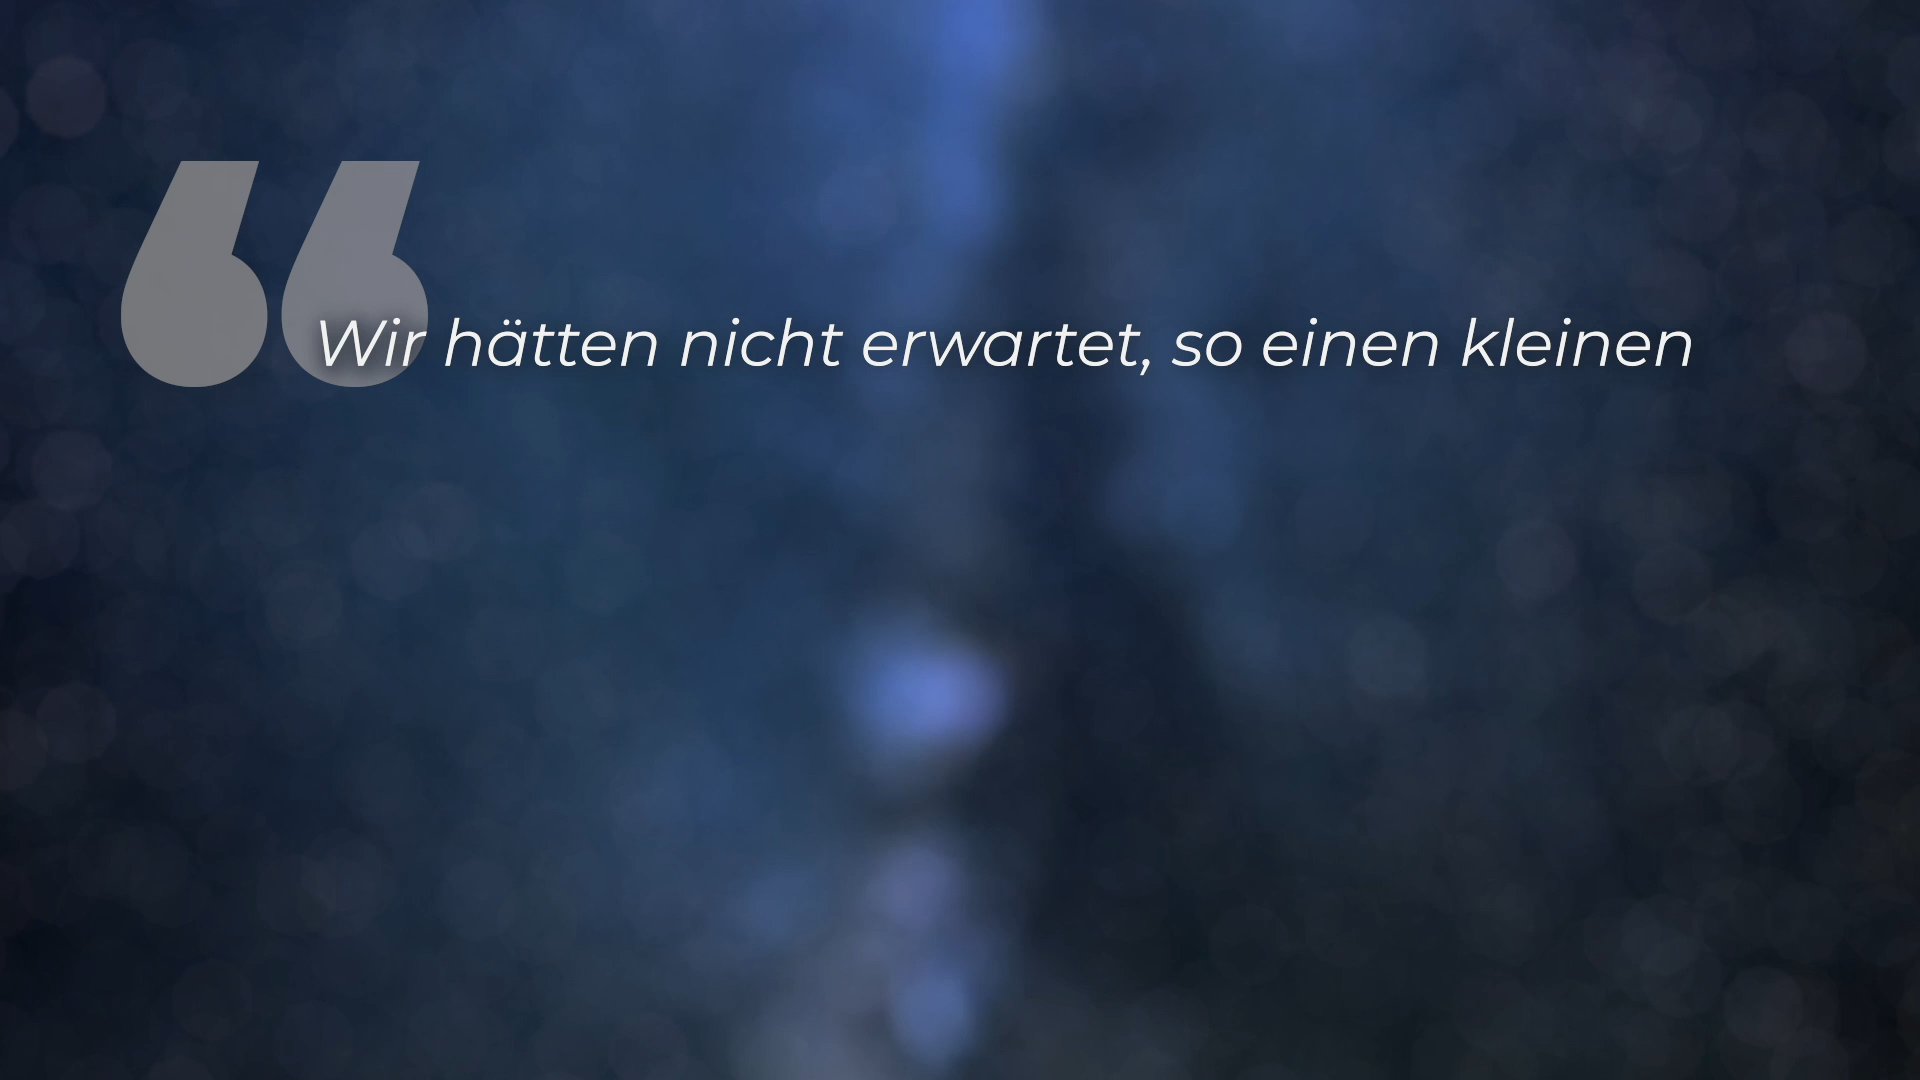 “
Wir hätten nicht erwartet, so einen kleinen